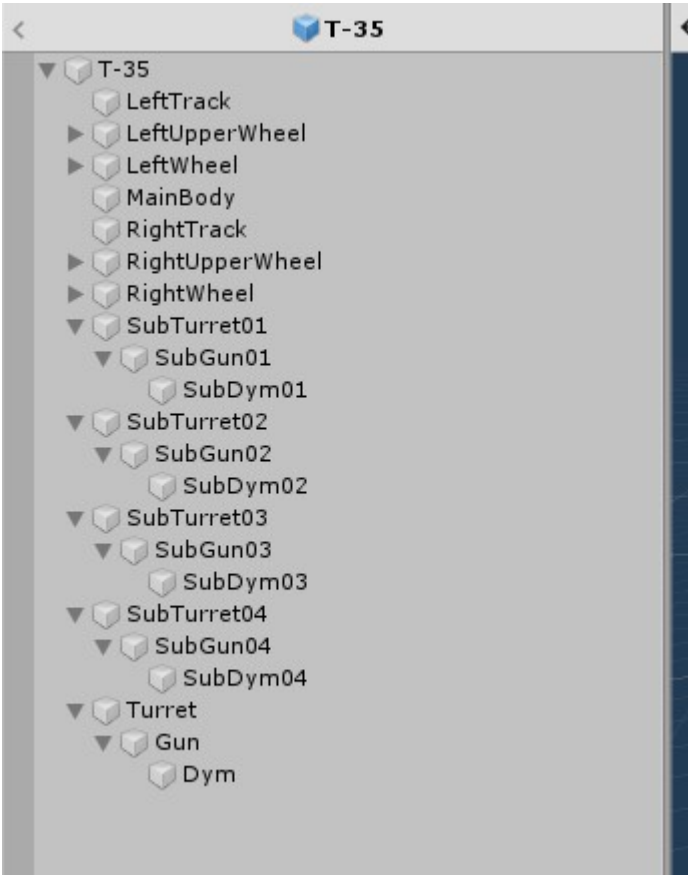 T-35
T-35
LeftTrack
LeftUpperWheel
LeftWheel
MainBody
RightTrack
RightUpperWheel
RightWheel
SubTurret01
SubGun01
SubDym01
SubTurret02
SubGun02
SubDym02
SubTurret03
SubGun03
SubDym03
SubTurret04
SubGun04
SubDym04
Turret
Gun
Dym